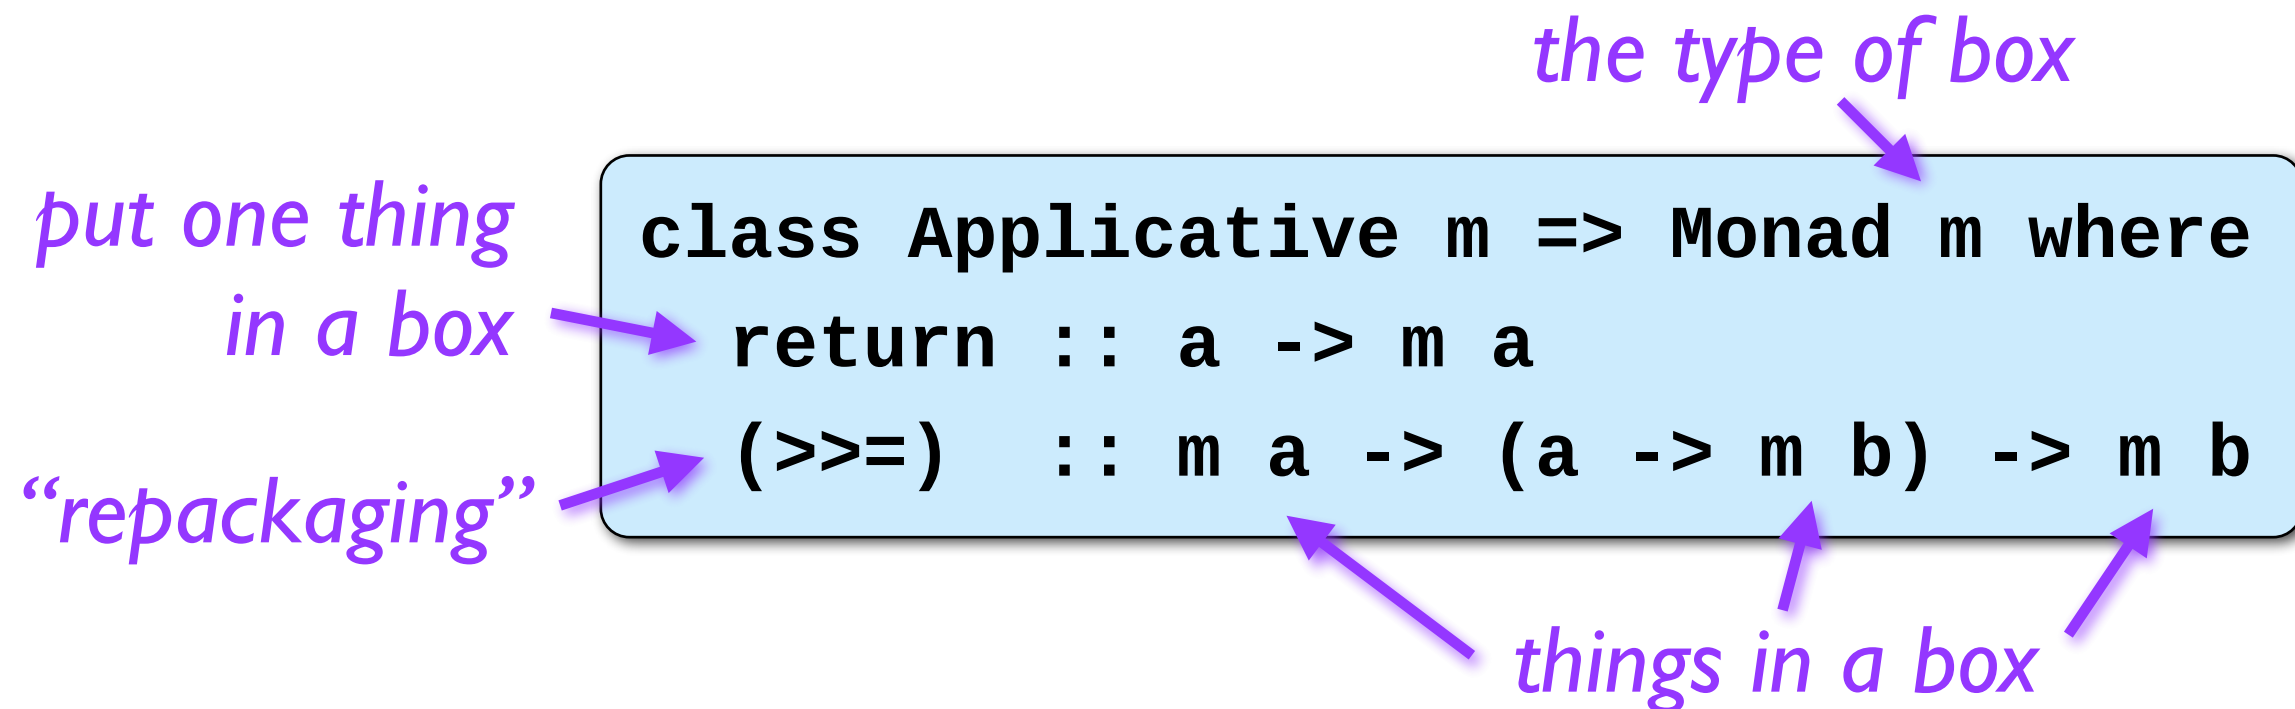 the type of box
put one thing
in a box
class Applicative m => Monad m where
return :: a -> m a
(>>=) :: m a -> (a -> m b) -> m b
“repackaging”
things in a box